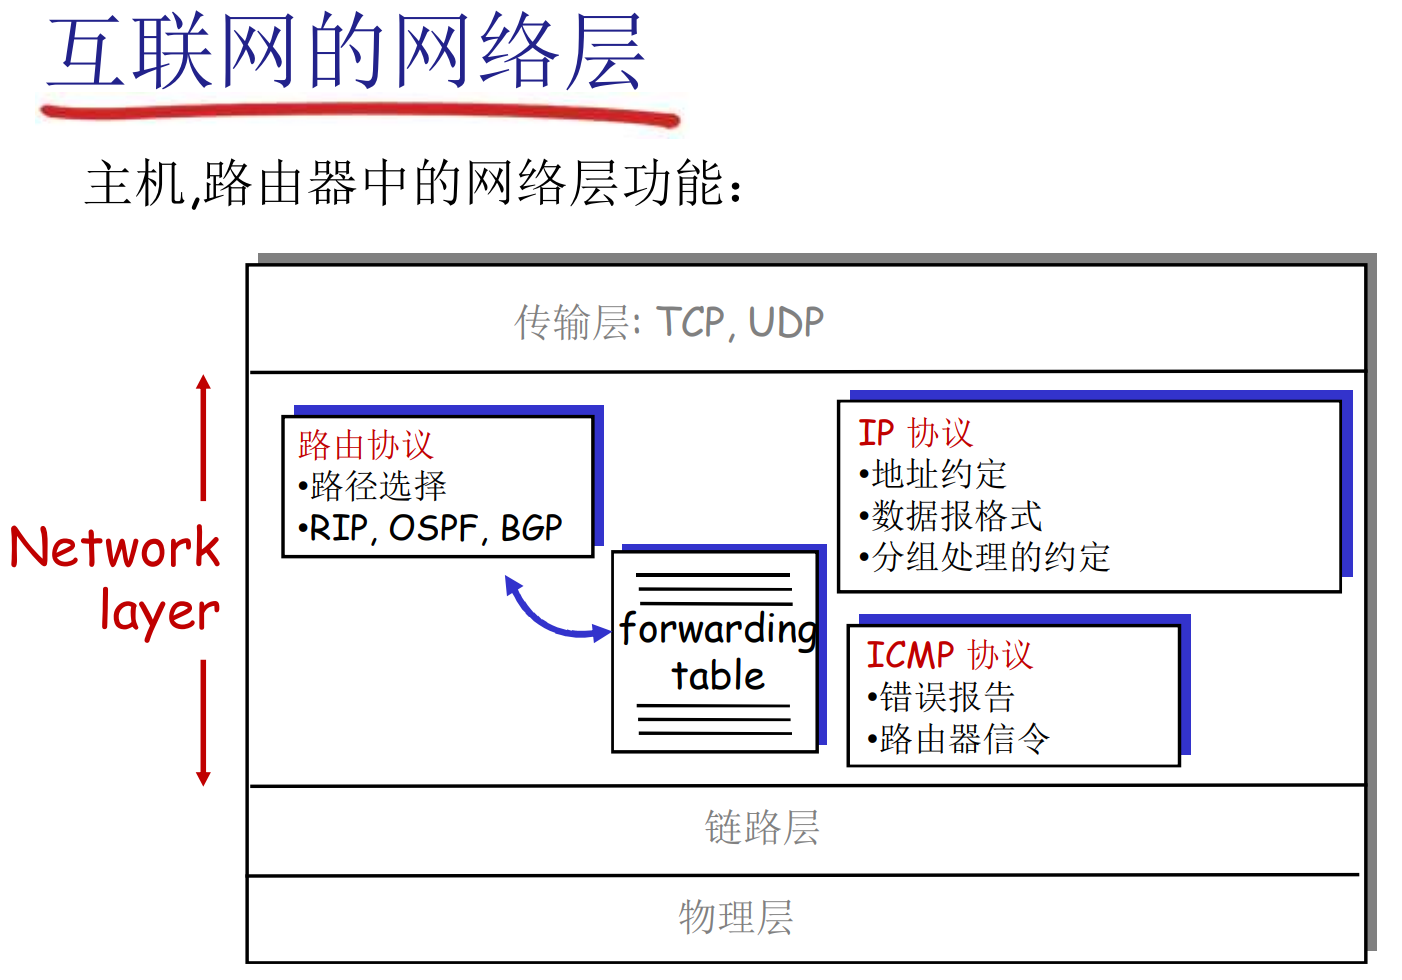 互联网的网络层
主机,路由器中的网络层功能：
传输层: TCP, UDP
Network
layer
路由协议
•路径选择
•RIP, OSPF, BGP
forwarding
table
IP 协议
•地址约定
•数据报格式
•分组处理的约定
ICMP 协议
•错误报告
•路由器信令
链路层
物理层